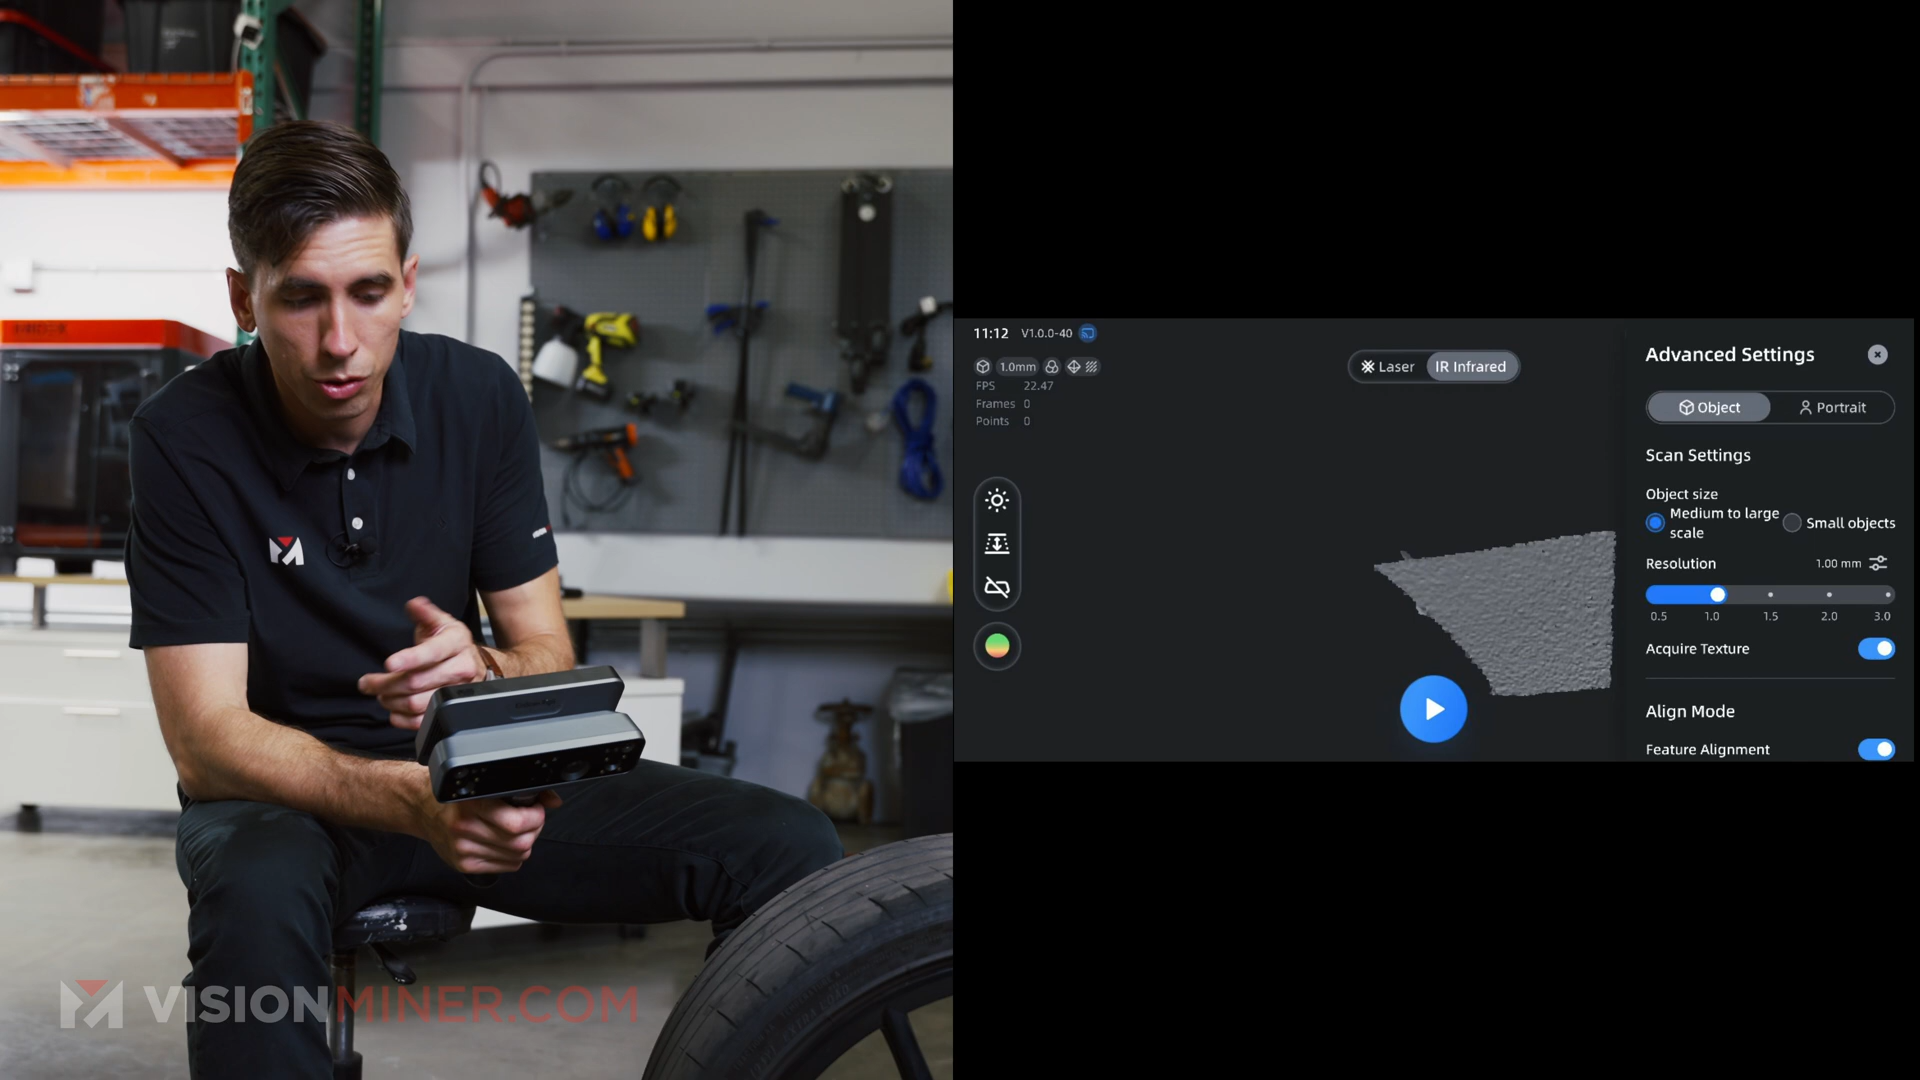 VISIONMINER.COM
11:12 V1.0.0-40
1.0mm
FPS 22.47
Frames 0
Points 0
Laser IR Infrared
Advanced Settings
Object Portrait
Scan Settings
Object size
Medium to large scale
Small objects
Resolution 1.00 mm
0.5 1.0 1.5 2.0 3.0
Acquire Texture
Align Mode
Feature Alignment